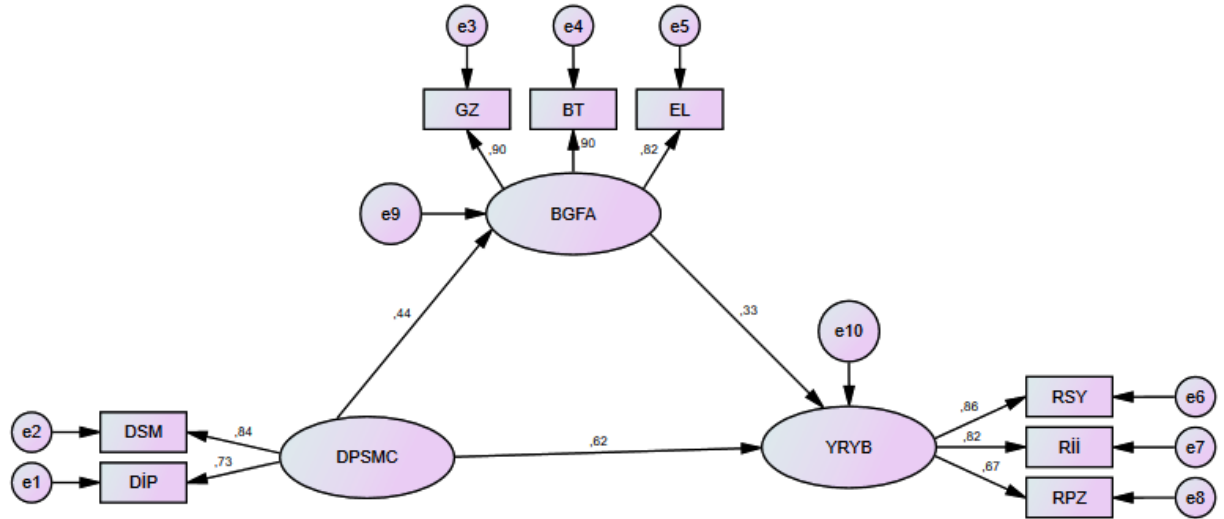 e3
e4
e5
GZ
BT
EL
,90
,90
,82
e9
BGFA
,44
,33
e10
e2
DSM
,84
e1
DİP
,73
DPSMC
,62
YRYB
,86
RSY
e6
,82
Rİİ
e7
,67
RPZ
e8